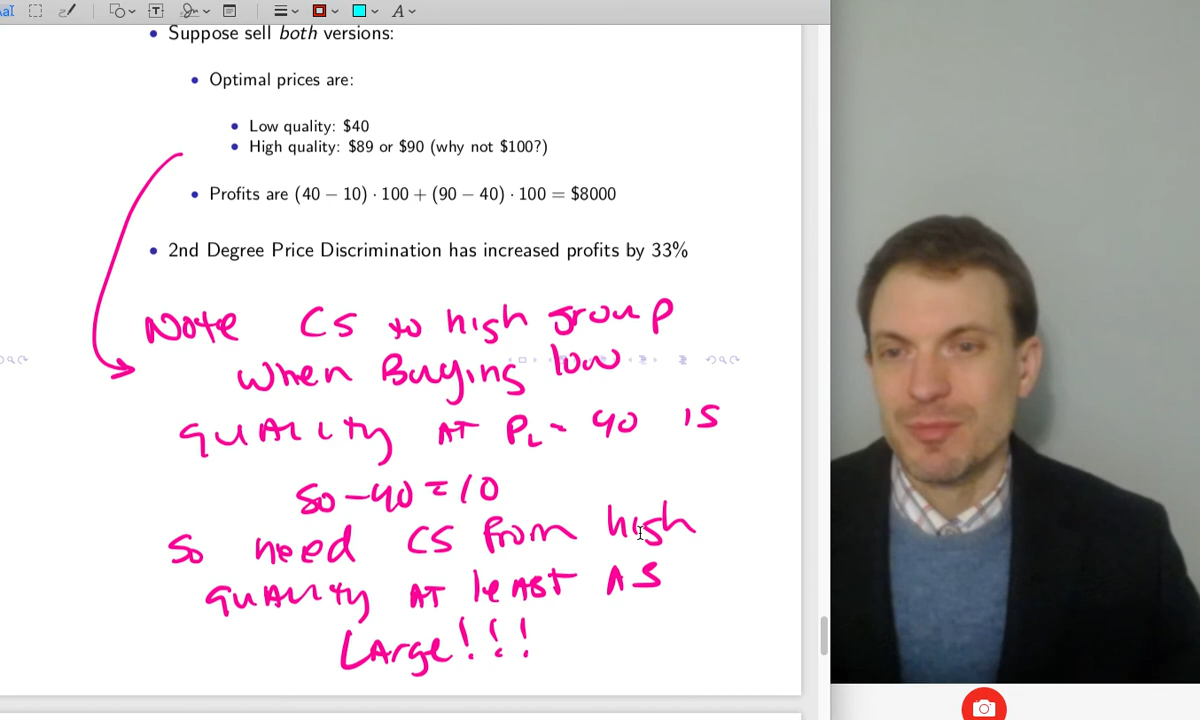 • Suppose sell both versions:
• Optimal prices are:
• Low quality: $40
• High quality: $89 or $90 (why not $100?)
• Profits are (40 − 10) · 100 + (90 − 40) · 100 = $8000
• 2nd Degree Price Discrimination has increased profits by 33%
Note CS to high group
when Buying low
quality AT PL = 40 is
50-40 = 10
So need CS from high
quality AT least AS
Large!!!